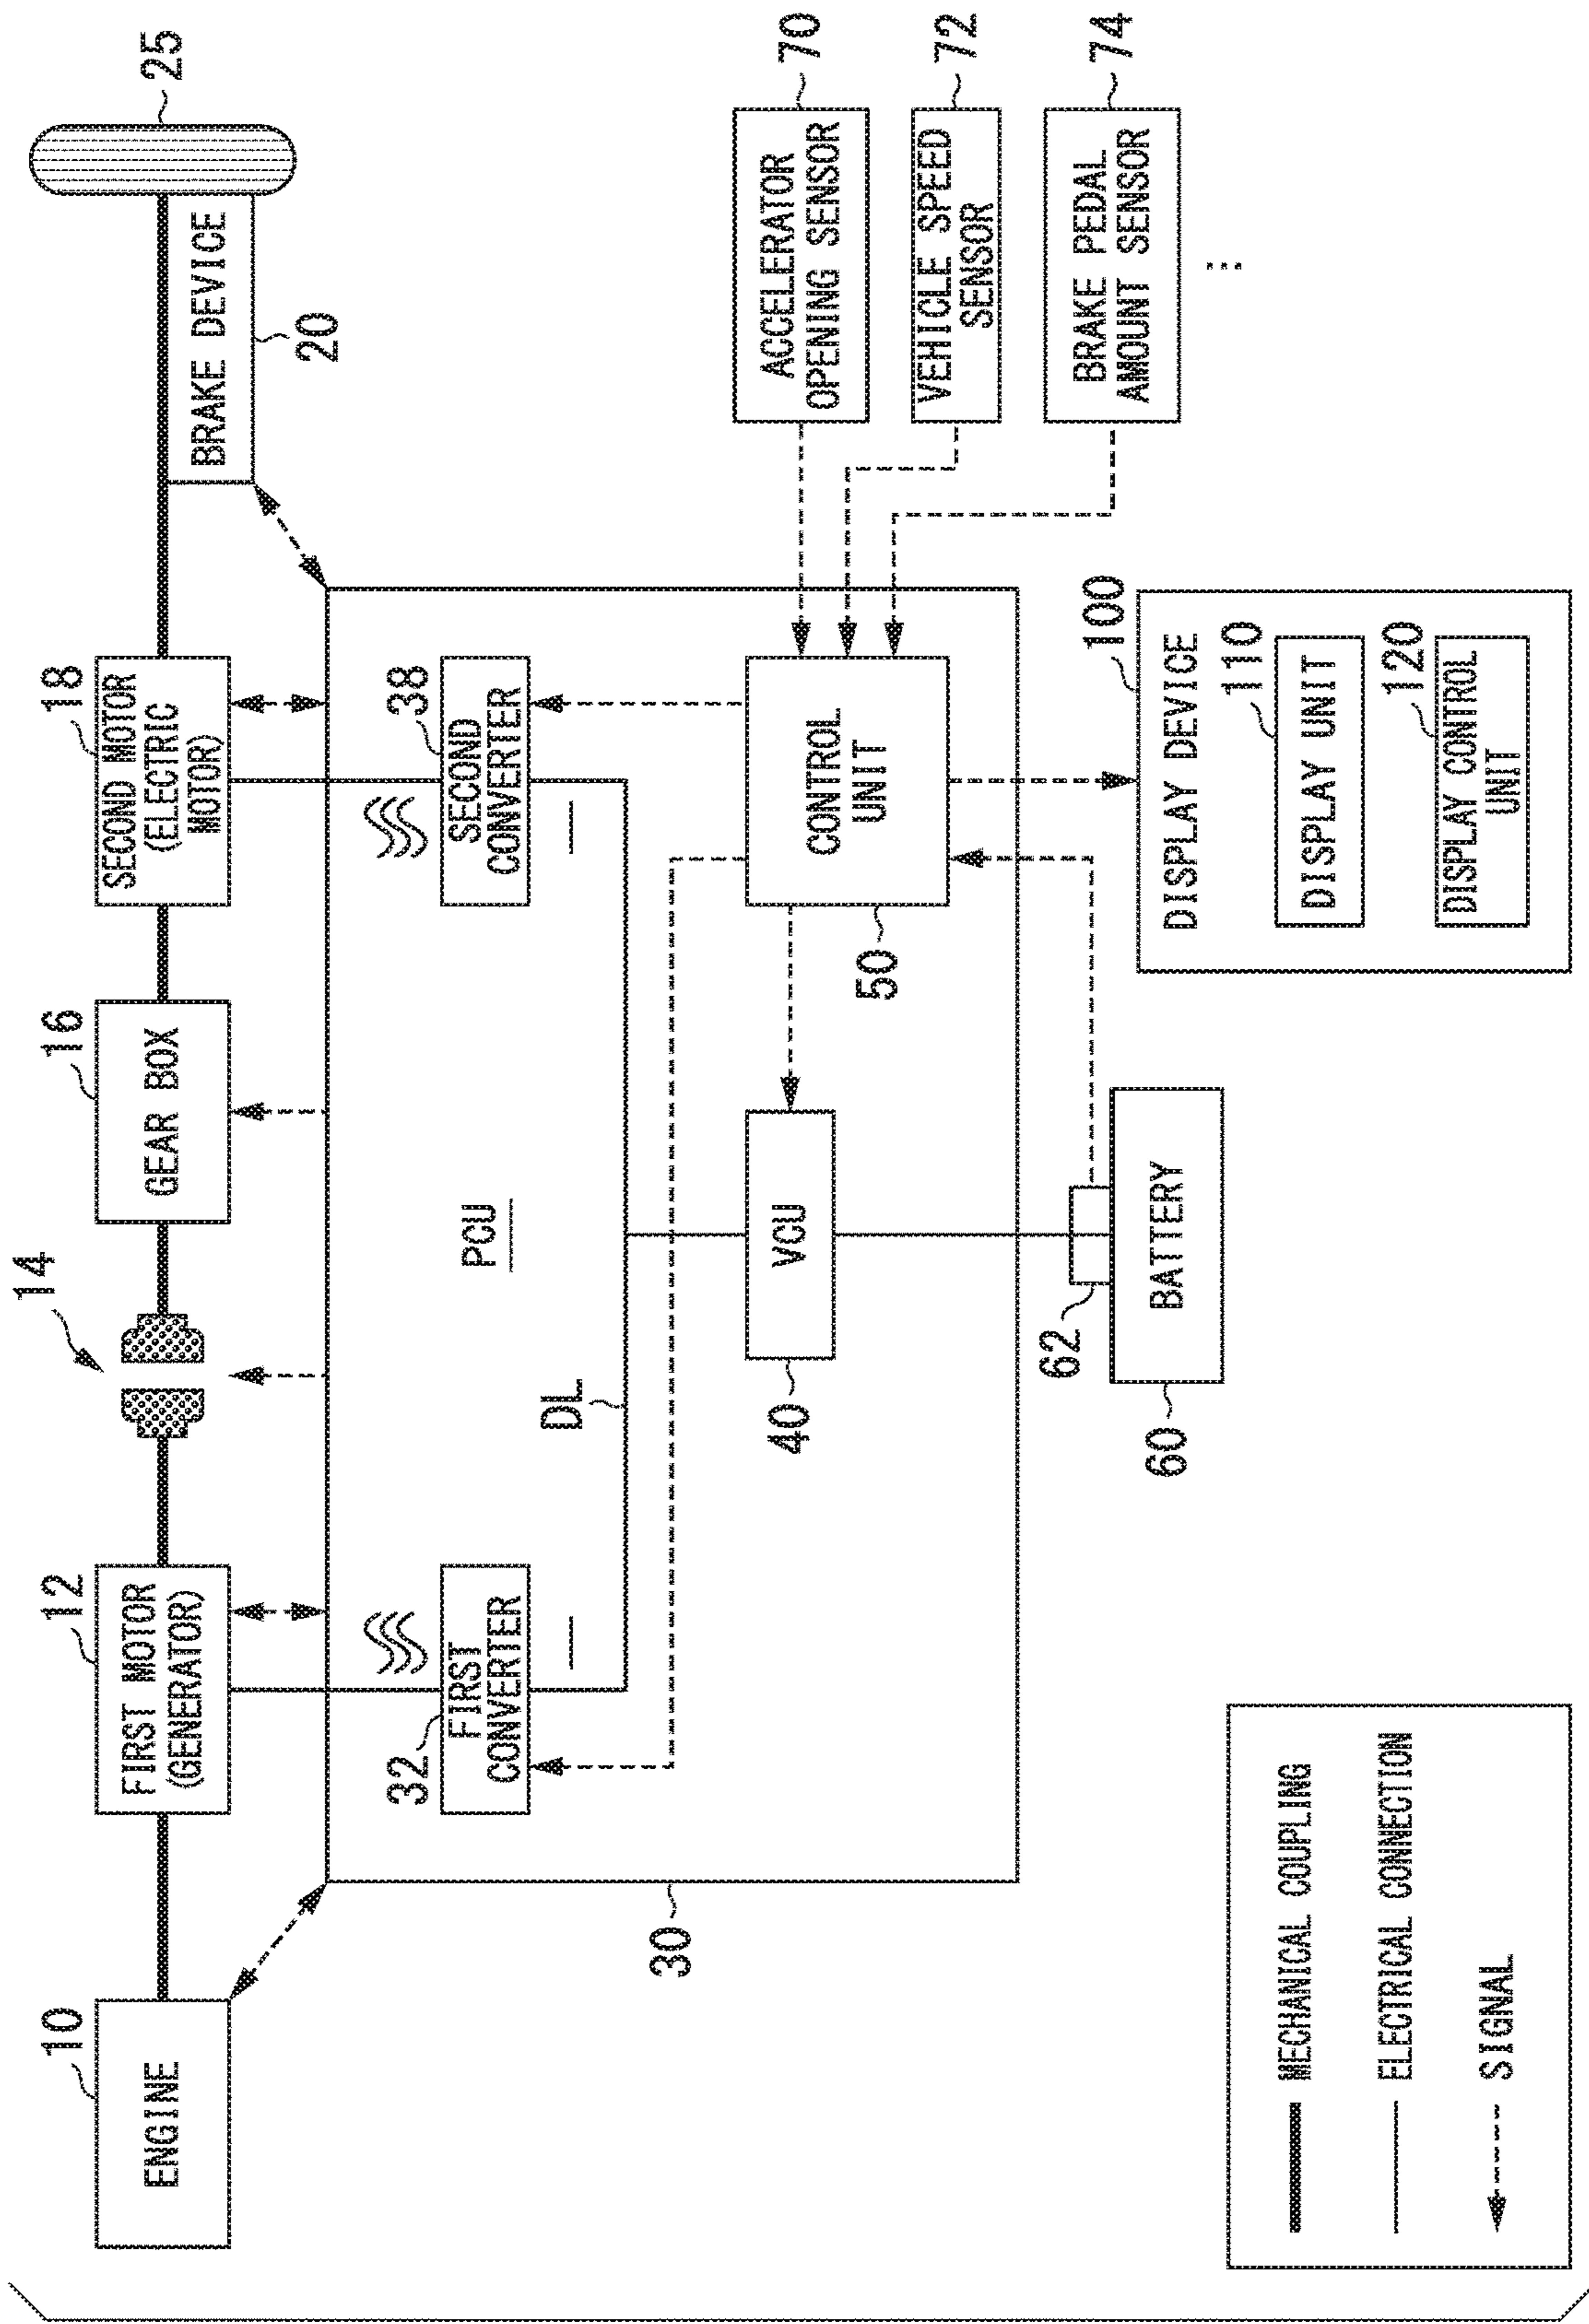 10
ENGINE
12
FIRST MOTOR
(GENERATOR)
14
16
GEAR BOX
18
SECOND MOTOR
(ELECTRIC
MOTOR)
BRAKE DEVICE
20
25
30
PCU
32
FIRST
CONVERTER
38
SECOND
CONVERTER
DL
40
VCU
50
CONTROL
UNIT
60
62
BATTERY
70
ACCELERATOR
OPENING SENSOR
72
VEHICLE SPEED
SENSOR
74
BRAKE PEDAL
AMOUNT SENSOR
...
100
DISPLAY DEVICE
110
DISPLAY UNIT
120
DISPLAY CONTROL
UNIT
MECHANICAL COUPLING
ELECTRICAL CONNECTION
SIGNAL